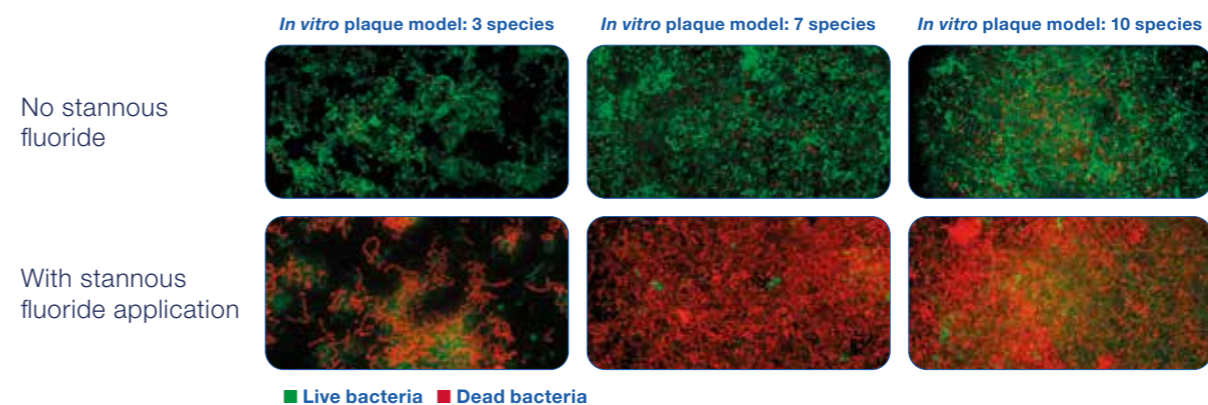 In vitro plaque model: 3 species
In vitro plaque model: 7 species
In vitro plaque model: 10 species
No stannous
fluoride
With stannous
fluoride application
Live bacteria
Dead bacteria